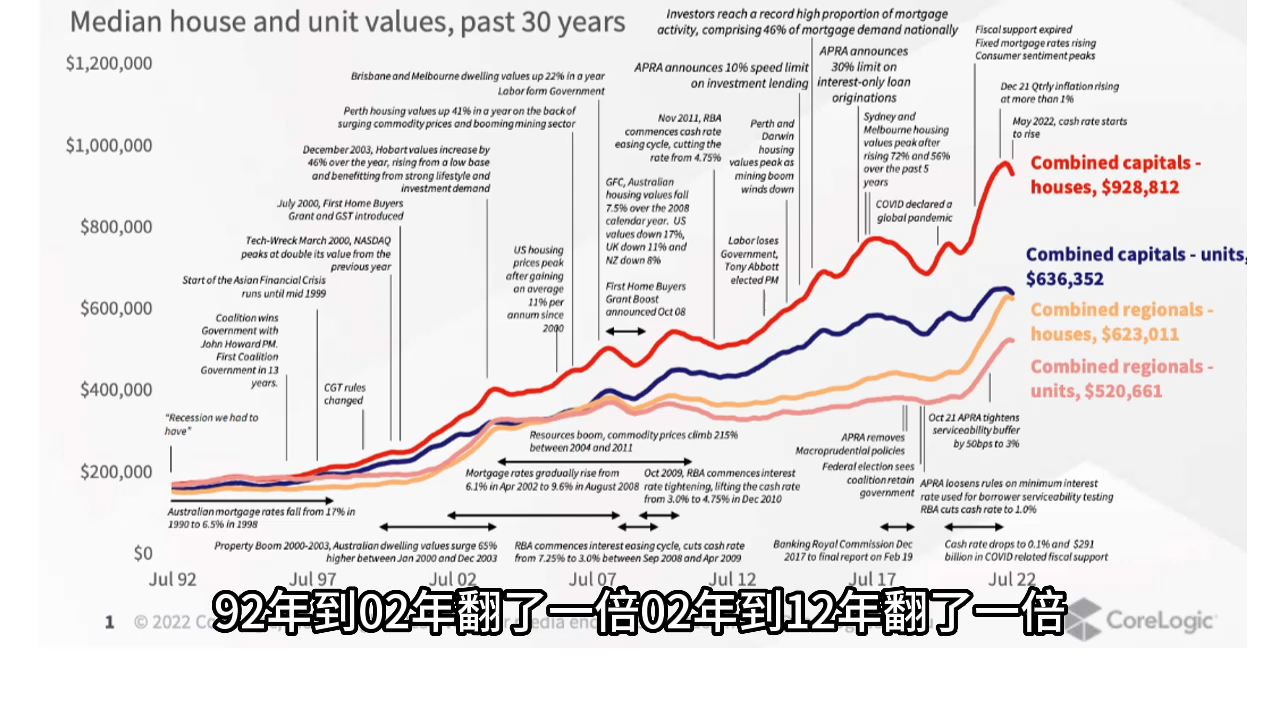 Median house and unit values, past 30 years
Investors reach a record high proportion of mortgage
activity, comprising 46% of mortgage demand nationally
Fiscal support expired
Fixed mortgage rates rising
Consumer sentiment peaks
APRA announces
30% limit on
interest-only loan
originations
$1,200,000
APRA announces 10% speed limit
on investment lending
Brisbane and Melbourne dwelling values up 22% in a year
Labor form Government
Dec 21 Qtrly inflation rising
at more than 1%
Perth housing values up 41% in a year on the back of
surging commodity prices and booming mining sector
Nov 2011, RBA
commences cash rate
easing cycle, cutting the
rate from 4.75%
Perth and
Darwin
housing
values peak as
mining boom
winds down
Sydney and
Melbourne housing
values peak after
rising 72% and 56%
over the past 5
years
May 2022, cash rate starts
to rise
$1,000,000
December 2003, Hobart values increase by
46% over the year, rising from a low base
and benefitting from strong lifestyle and
investment demand
Combined capitals -
houses, $928,812
GFC, Australian
housing values fall
7.5% over the 2008
calendar year. US
values down 17%,
UK down 11% and
NZ down 8%
July 2000, First Home Buyers
Grant and GST introduced
COVID declared a
global pandemic
$800,000
Tech-Wreck March 2000, NASDAQ
peaks at double its value from the
previous year
US housing
prices peak
after gaining
an average
11% per
annum since
2000
Labor loses
Government,
Tony Abbott
elected PM
Combined capitals - units,
$636,352
Start of the Asian Financial Crisis
runs until mid 1999
First Home Buyers
Grant Boost
announced Oct 08
$600,000
Combined regionals -
houses, $623,011
Coalition wins
Government with
John Howard PM.
First Coalition
Government in 13
years.
Combined regionals -
units, $520,661
CGT rules
changed
$400,000
"Recession we had to
have"
Oct 21 APRA tightens
serviceability buffer
by 50bps to 3%
Resources boom, commodity prices climb 215%
between 2004 and 2011
APRA removes
Macroprudential policies
Federal election sees
coalition retain
government
$200,000
Mortgage rates gradually rise from
6.1% in Apr 2002 to 9.6% in August 2008
Oct 2009, RBA commences interest
rate tightening, lifting the cash rate
from 3.0% to 4.75% in Dec 2010
APRA loosens rules on minimum interest
rate used for borrower serviceability testing
RBA cuts cash rate to 1.0%
Australian mortgage rates fall from 17% in
1990 to 6.5% in 1998
Property Boom 2000-2003, Australian dwelling values surge 65%
higher between Jan 2000 and Dec 2003
RBA commences interest easing cycle, cuts cash rate
from 7.25% to 3.0% between Sep 2008 and Apr 2009
Banking Royal Commission Dec
2017 to final report on Feb 19
Cash rate drops to 0.1% and $291
billion in COVID related fiscal support
$0
Jul 92 Jul 97 Jul 02 Jul 07 Jul 12 Jul 17 Jul 22
92年到02年翻了一倍02年到12年翻了一倍
1 © 2022
CoreLogic